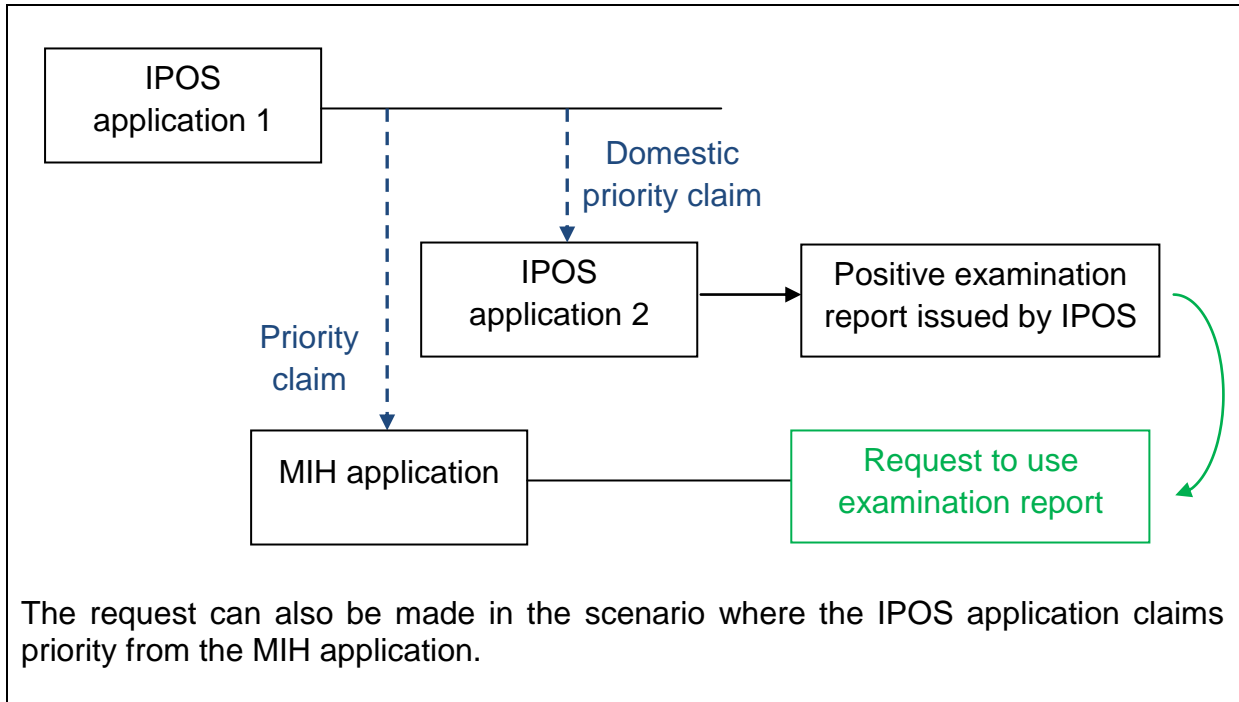 IPOS
application 1
Domestic
priority claim
IPOS
application 2
Positive examination
report issued by IPOS
Priority
claim
MIH application
Request to use
examination report
The request can also be made in the scenario where the IPOS application claims
priority from the MIH application.